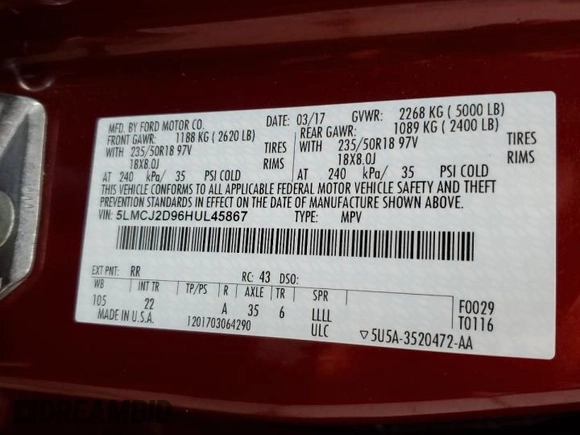 MFD. BY FORD MOTOR CO. DATE: 03/17 GVWR: 2268 KG ( 5000 LB)
FRONT GAWR: 1188 KG ( 2620 LB) REAR GAWR: 1089 KG ( 2400 LB)
WITH 235/50R18 97V TIRES WITH 235/50R18 97V TIRES
18X8.0J RIMS 18X8.0J RIMS
AT 240 kPa/ 35 PSI COLD AT 240 kPa/ 35 PSI COLD
THIS VEHICLE CONFORMS TO ALL APPLICABLE FEDERAL MOTOR VEHICLE SAFETY AND THEFT
PREVENTION STANDARDS IN EFFECT ON THE DATE OF MANUFACTURE SHOWN ABOVE.
VIN: 5LMCJ2D96HUL45867 TYPE: MPV
EXT PNT: RR RC: 43 DSO:
WB INT TR TP/PS R AXLE TR SPR
105 22 A 35 6 LLLL
F0029
T0116
MADE IN U.S.A. 1201703064290 ULC ▽5U5A-3520472-AA
DREAMBID